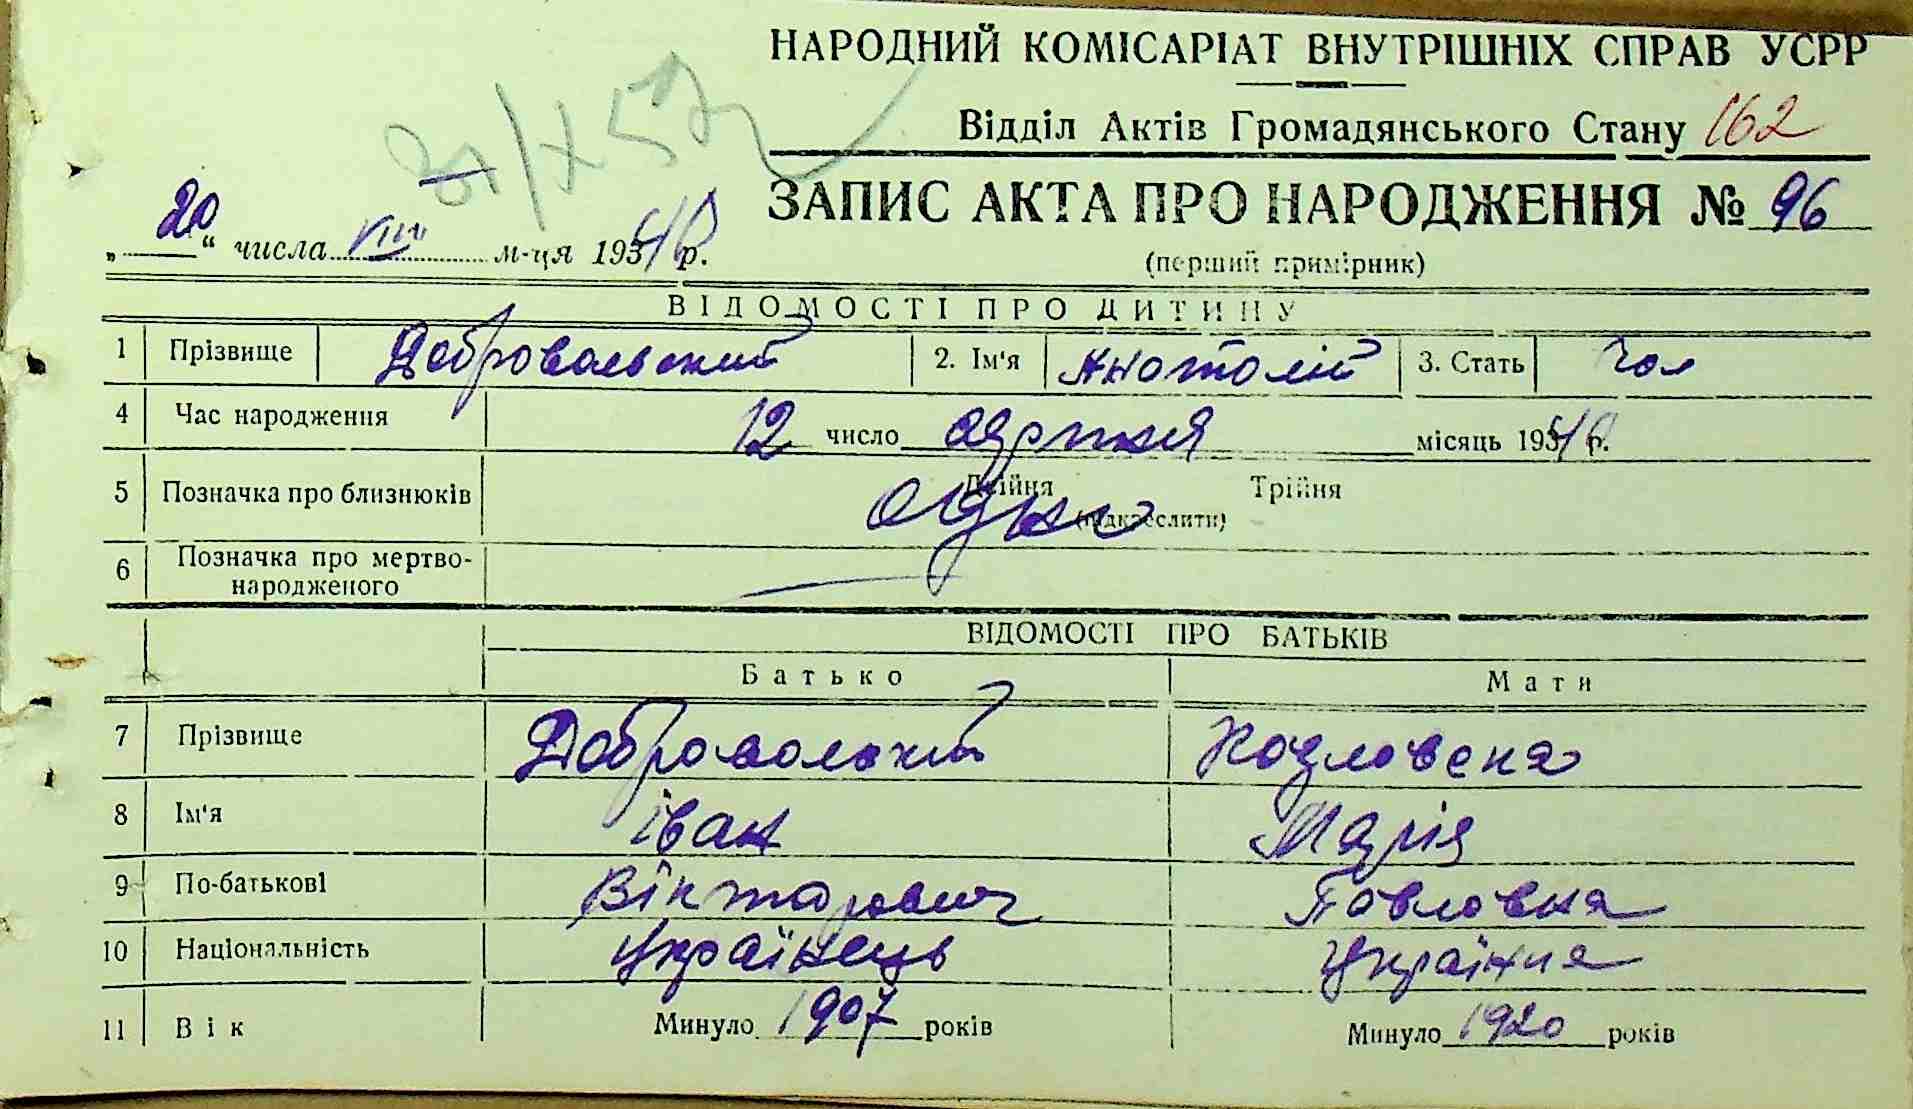 НАРОДНИЙ КОМІСАРІАТ ВНУТРІШНІХ СПРАВ УСРР
Відділ Актів Громадянського Стану 162
ЗАПИС АКТА ПРО НАРОДЖЕННЯ № 96
„20“ числа VIII м-ця 1940 р.
(перший примірник)
ВІДОМОСТІ ПРО ДИТИНУ
1 Прізвище Добровольский 2. Ім'я Анатолій 3. Стать Чол
4 Час народження 12 число серпня місяць 1940 р.
5 Позначка про близнюків одно Двійня Трійня
(підкреслити)
6 Позначка про мертво-
народженого
ВІДОМОСТІ ПРО БАТЬКІВ
Батько Мати
7 Прізвище Добровольский
8 Ім'я Іван Марія
9 По-батькові Вікторович Павловна
10 Національність Українець Українка
11 Вік Минуло 1907 років Минуло 1920 років